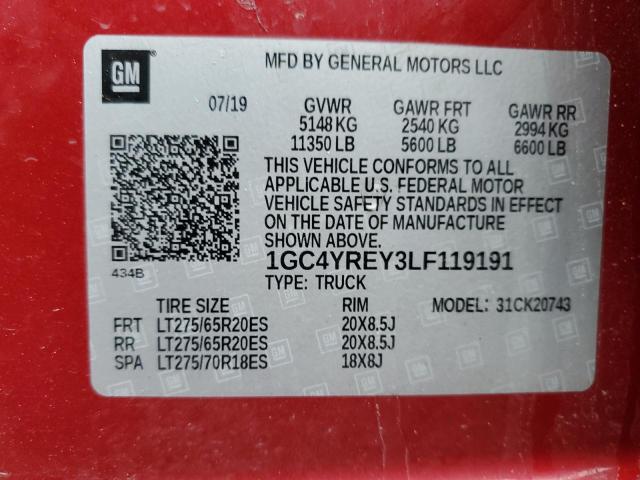 GM
MFD BY GENERAL MOTORS LLC
07/19 GVWR GAWR FRT GAWR RR
5148 KG 2540 KG 2994 KG
11350 LB 5600 LB 6600 LB
THIS VEHICLE CONFORMS TO ALL
APPLICABLE U.S. FEDERAL MOTOR
VEHICLE SAFETY STANDARDS IN EFFECT
ON THE DATE OF MANUFACTURE
SHOWN ABOVE.
434B
1GC4YREY3LF119191
TYPE: TRUCK
TIRE SIZE RIM MODEL: 31CK20743
FRT LT275/65R20ES 20X8.5J
RR LT275/65R20ES 20X8.5J
SPA LT275/70R18ES 18X8J